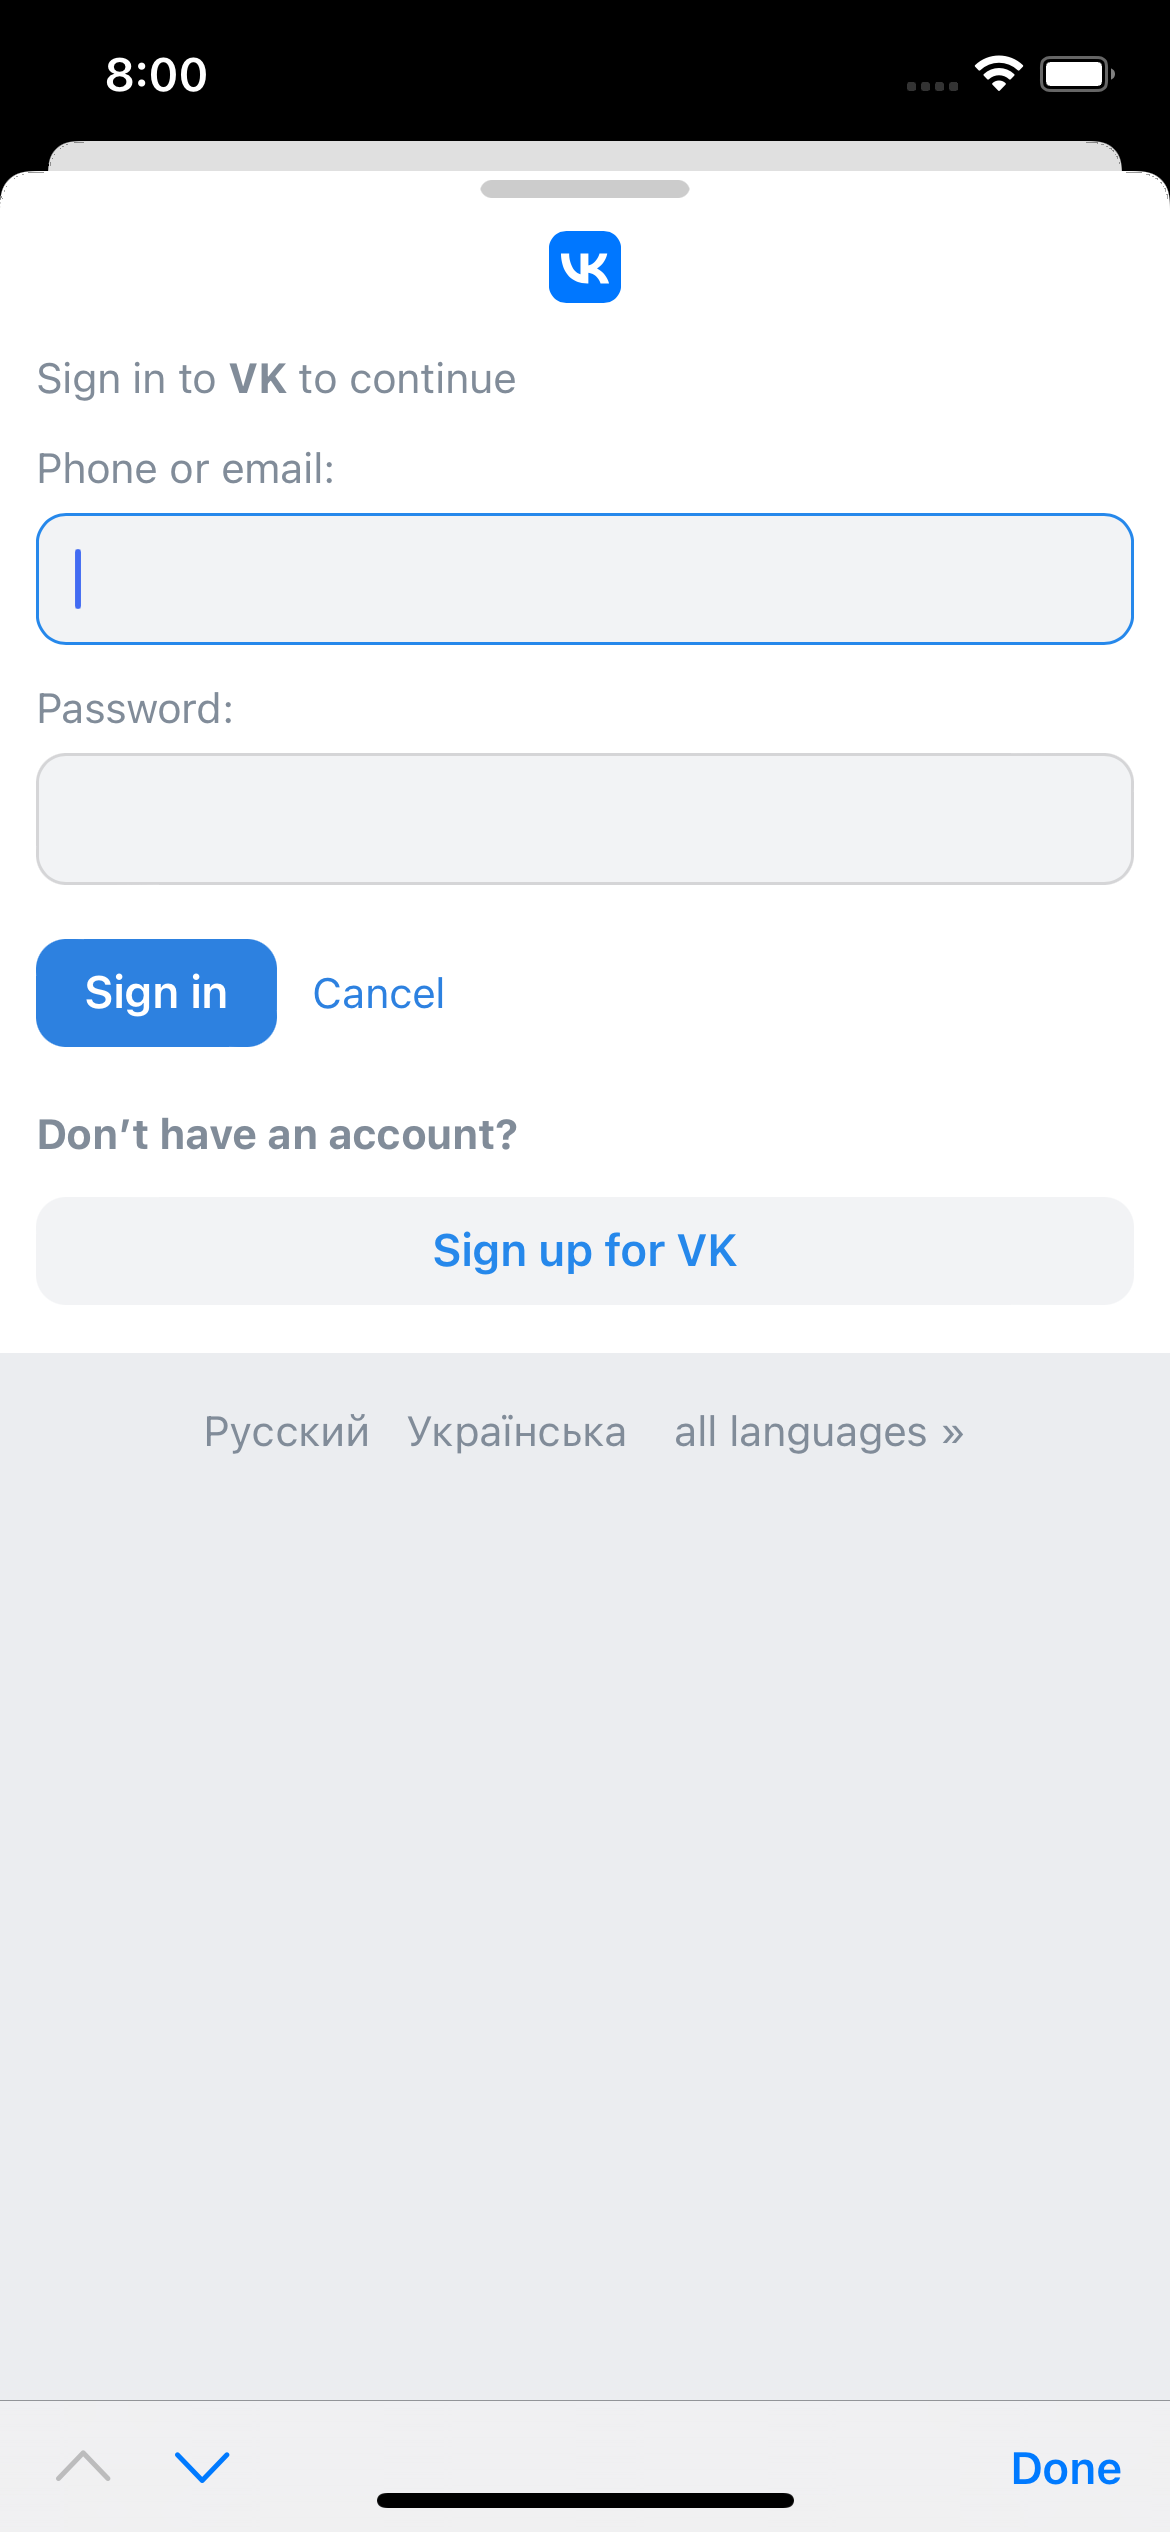 8:00
VK
Sign in to VK to continue
Phone or email:
Password:
Sign in Cancel
Don’t have an account?
Sign up for VK
Русский Українська all languages »
Done